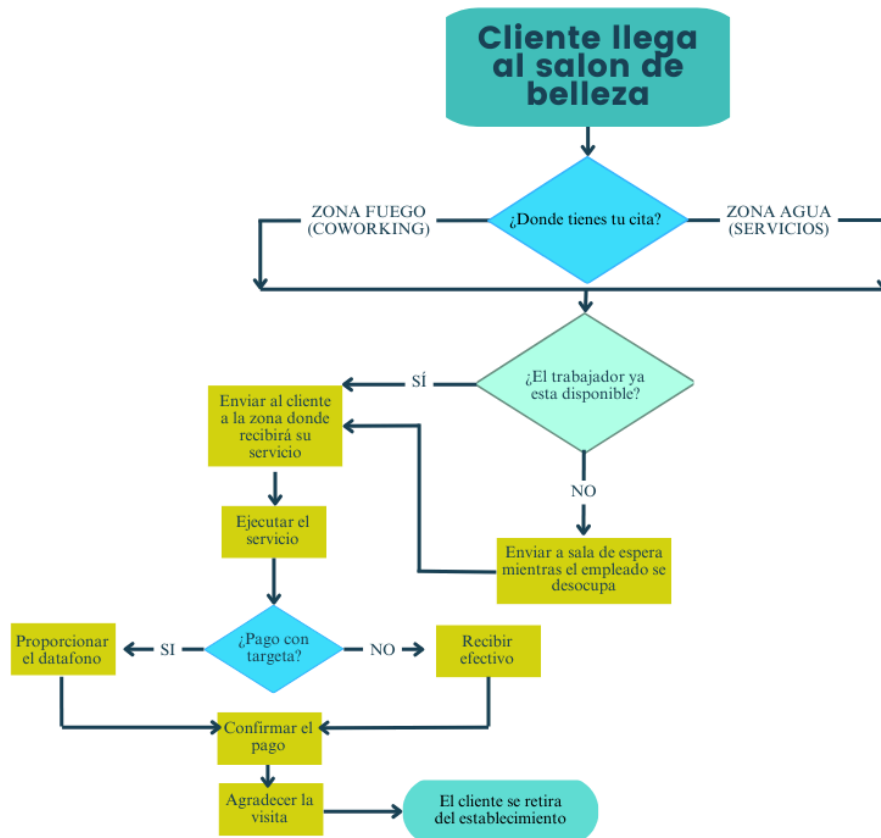 Cliente llega
al salon de
belleza
ZONA FUEGO
(COWORKING)
¿Donde tienes tu cita?
ZONA AGUA
(SERVICIOS)
¿El trabajador ya
esta disponible?
SÍ
Enviar al cliente
a la zona donde
recibirá su
servicio
NO
Ejecutar el
servicio
Enviar a sala de espera
mientras el empleado se
desocupa
Proporcionar
el datafono
SI
¿Pago con
targeta?
NO
Recibir
efectivo
Confirmar el
pago
Agradecer la
visita
El cliente se retira
del establecimiento